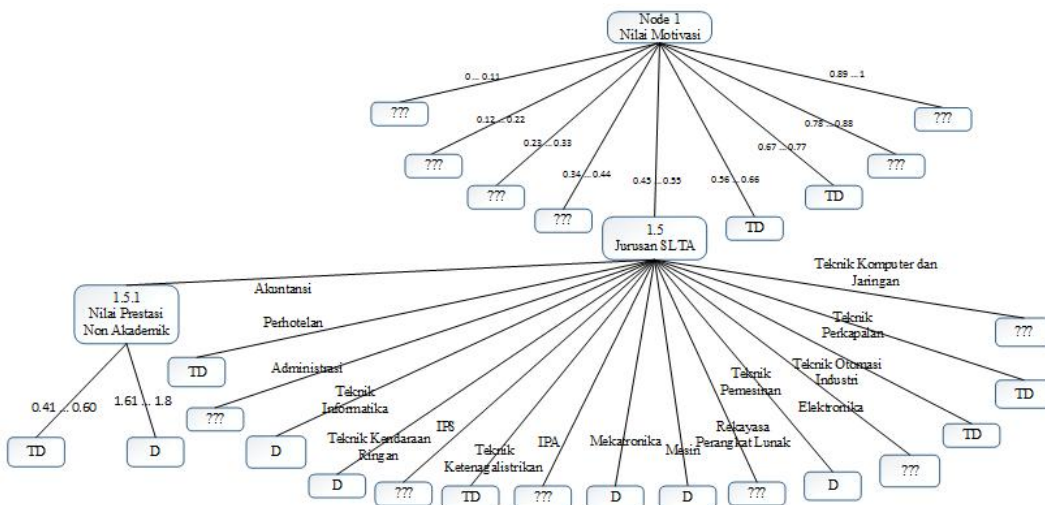 Node 1
Nilai Motivasi
0 ... 0.11
0.89 ... 1
???
???
0.12 ... 0.22
0.78 ... 0.88
0.23 ... 0.33
0.67 ... 0.77
???
???
0.34 ... 0.44
0.45 ... 0.55
0.56 ... 0.66
???
TD
???
TD
1.5
Jurusan SLTA
Akuntansi
Teknik Komputer dan
Jaringan
1.5.1
Nilai Prestasi
Non Akademik
Perhotelan
Teknik
Perkapalan
???
TD
Administrasi
Teknik Otomasi
Industri
Teknik
Informatika
Teknik
Pemesinan
Elektronika
TD
0.41 ... 0.60
1.61 ... 1.8
???
Teknik Kendaraan
Ringan
IPS
Teknik
Ketenagalistrikan
IPA
Mekatronika
Mesin
Rekayasa
Perangkat Lunak
TD
TD
D
D
???
D
???
TD
???
D
D
???
D